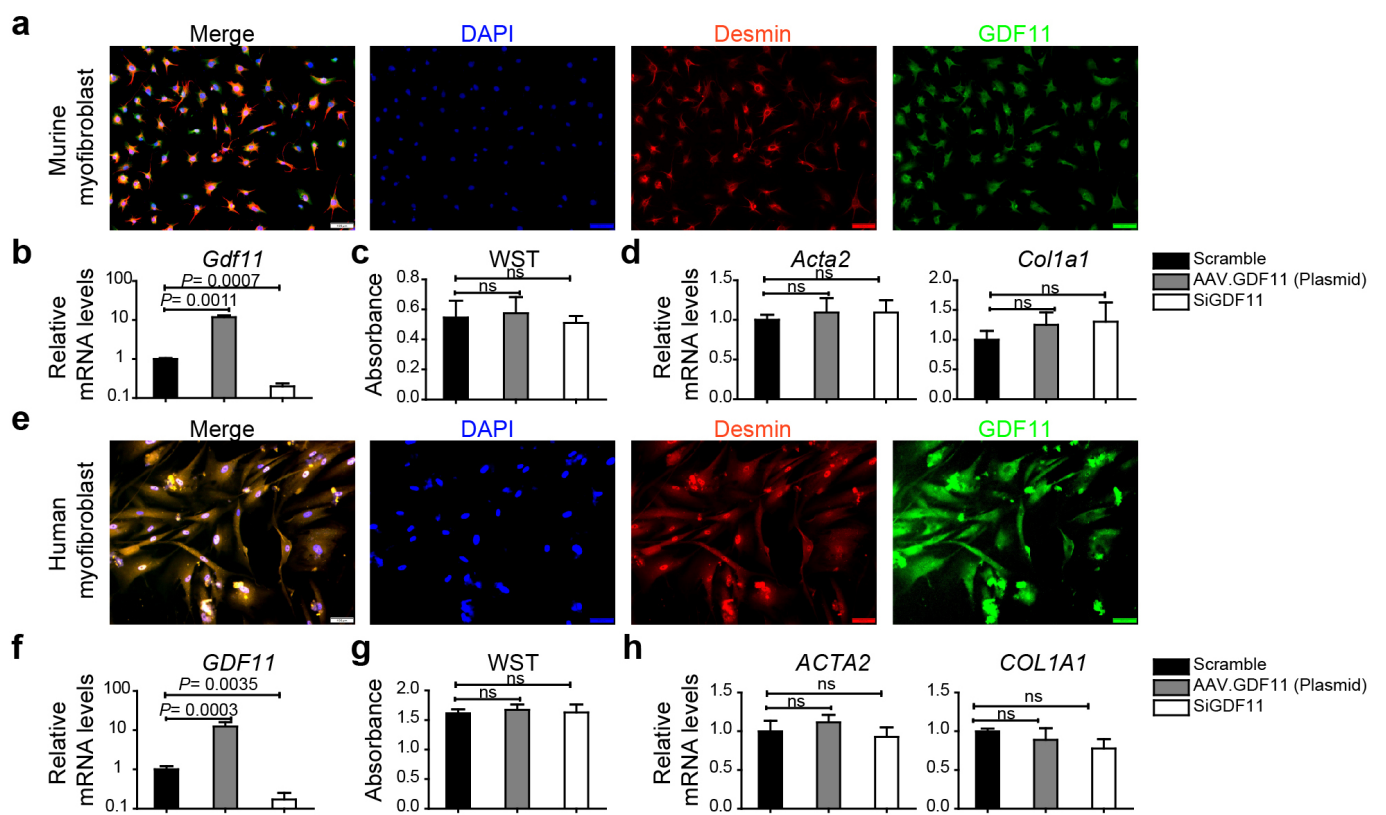 a
Merge
DAPI
Desmin
GDF11
Murine
myofibroblast
b
Gdf11
Relative
mRNA levels
100
10
1
0.1
P= 0.0007
P= 0.0011
c
WST
Absorbance
0.8
0.6
0.4
0.2
0.0
ns
ns
d
Acta2
Relative
mRNA levels
1.5
1.0
0.5
0.0
ns
ns
Col1a1
2.0
1.5
1.0
0.5
0.0
ns
ns
Scramble
AAV.GDF11 (Plasmid)
SiGDF11
e
Merge
DAPI
Desmin
GDF11
Human
myofibroblast
f
GDF11
Relative
mRNA levels
100
10
1
0.1
P= 0.0035
P= 0.0003
g
WST
Absorbance
2.0
1.5
1.0
0.5
0.0
ns
ns
h
ACTA2
Relative
mRNA levels
1.5
1.0
0.5
0.0
ns
ns
COL1A1
1.5
1.0
0.5
0.0
ns
ns
Scramble
AAV.GDF11 (Plasmid)
SiGDF11